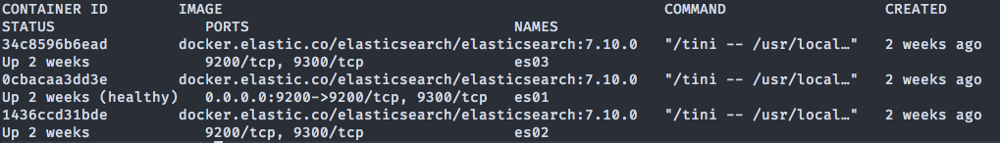 CONTAINER ID        IMAGE                                                 COMMAND                  CREATED
STATUS                 PORTS                              NAMES
34c8596b6ead        docker.elastic.co/elasticsearch/elasticsearch:7.10.0   "/tini -- /usr/local…"   2 weeks ago
Up 2 weeks             9200/tcp, 9300/tcp                 es03
0cbacaa3dd3e        docker.elastic.co/elasticsearch/elasticsearch:7.10.0   "/tini -- /usr/local…"   2 weeks ago
Up 2 weeks (healthy)   0.0.0.0:9200->9200/tcp, 9300/tcp   es01
1436ccd31bde        docker.elastic.co/elasticsearch/elasticsearch:7.10.0   "/tini -- /usr/local…"   2 weeks ago
Up 2 weeks             9200/tcp, 9300/tcp                 es02